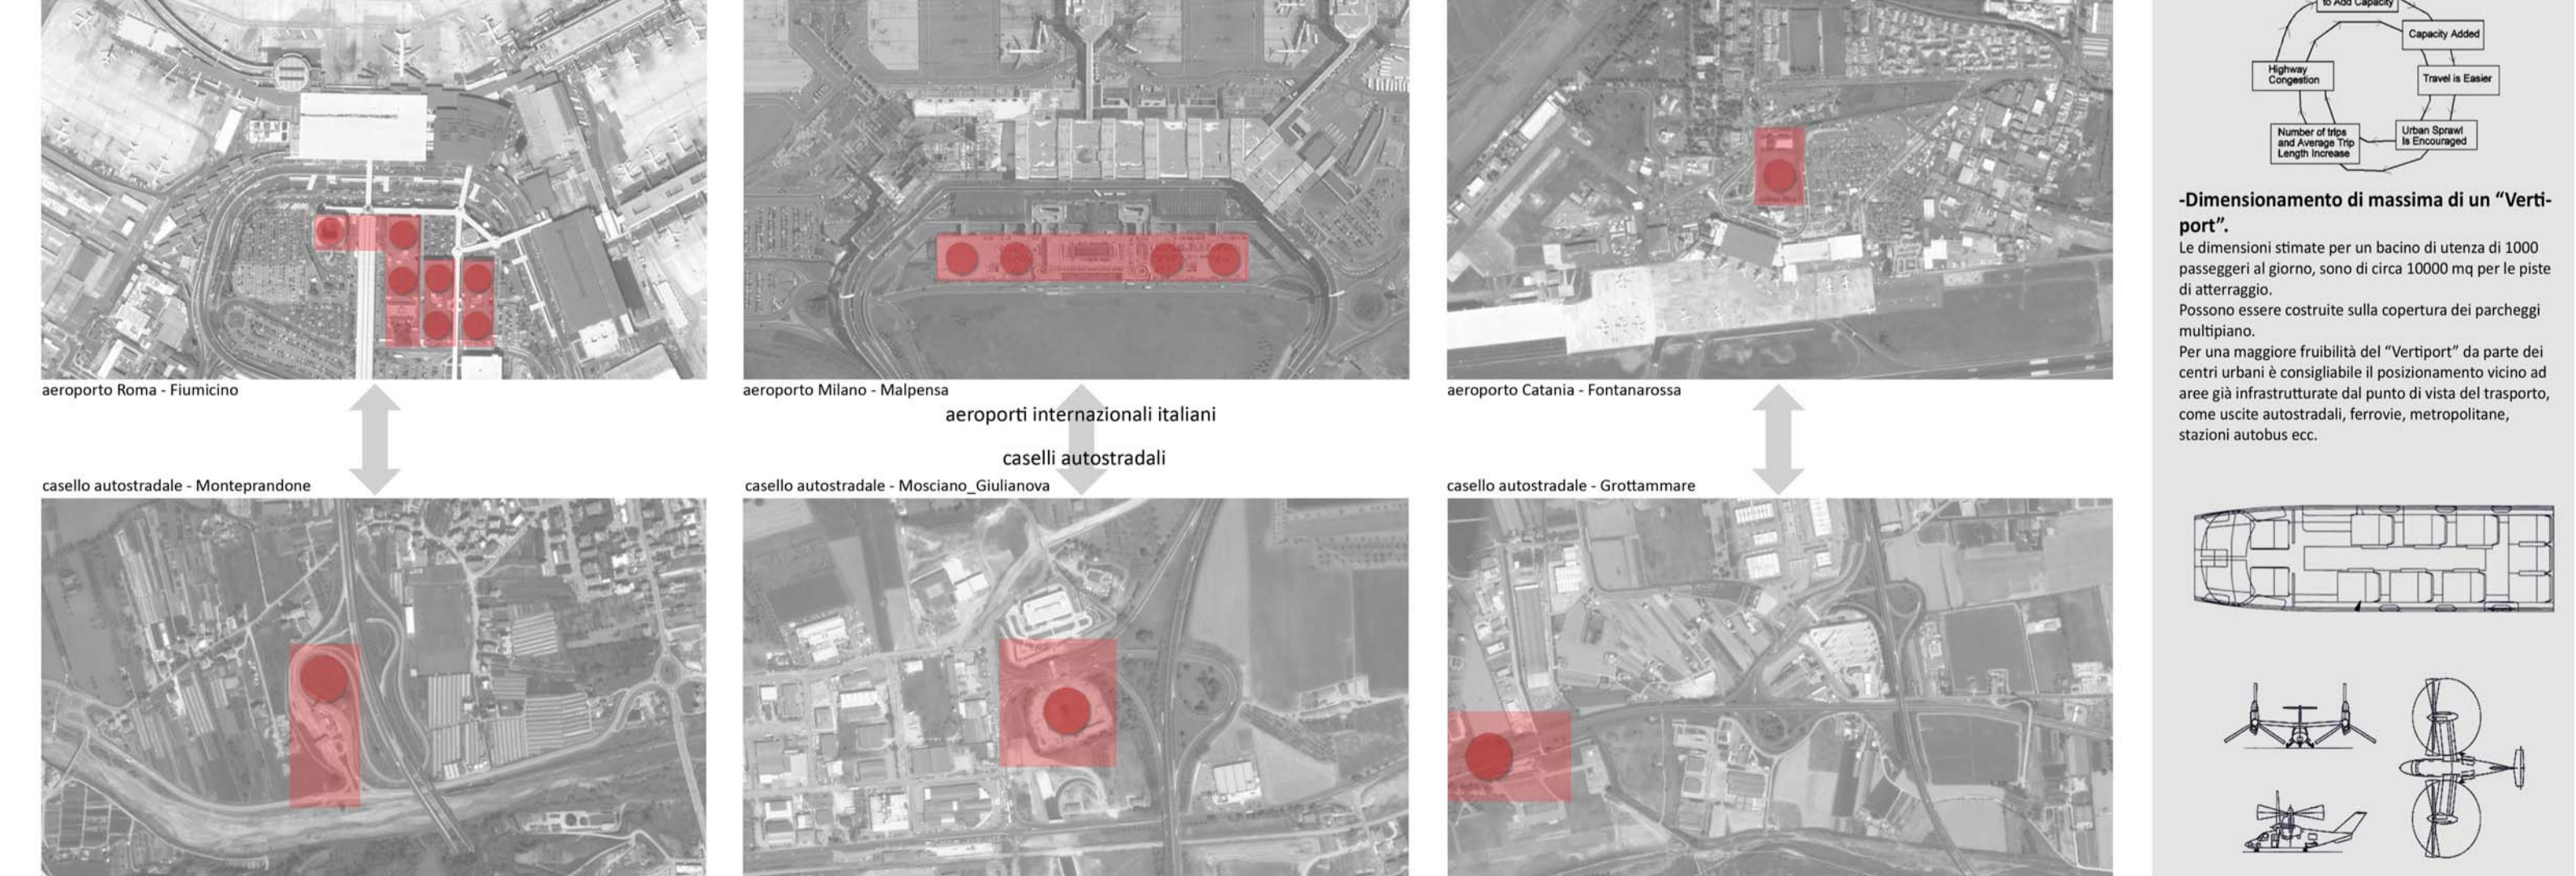 aeroporto Roma - Fiumicino
aeroporto Milano - Malpensa
aeroporto Catania - Fontanarossa
aeroporti internazionali italiani
caselli autostradali
casello autostradale - Monteprandone
casello autostradale - Mosciano_Giulianova
casello autostradale - Grottammare
to Add Capacity
Capacity Added
Highway
Congestion
Travel is Easier
Number of trips
and Average Trip
Length Increase
Urban Sprawl
Is Encouraged
-Dimensionamento di massima di un “Verti-
port”.
Le dimensioni stimate per un bacino di utenza di 1000
passeggeri al giorno, sono di circa 10000 mq per le piste
di atterraggio.
Possono essere costruite sulla copertura dei parcheggi
multipiano.
Per una maggiore fruibilità del “Vertiport” da parte dei
centri urbani è consigliabile il posizionamento vicino ad
aree già infrastrutturate dal punto di vista del trasporto,
come uscite autostradali, ferrovie, metropolitane,
stazioni autobus ecc.